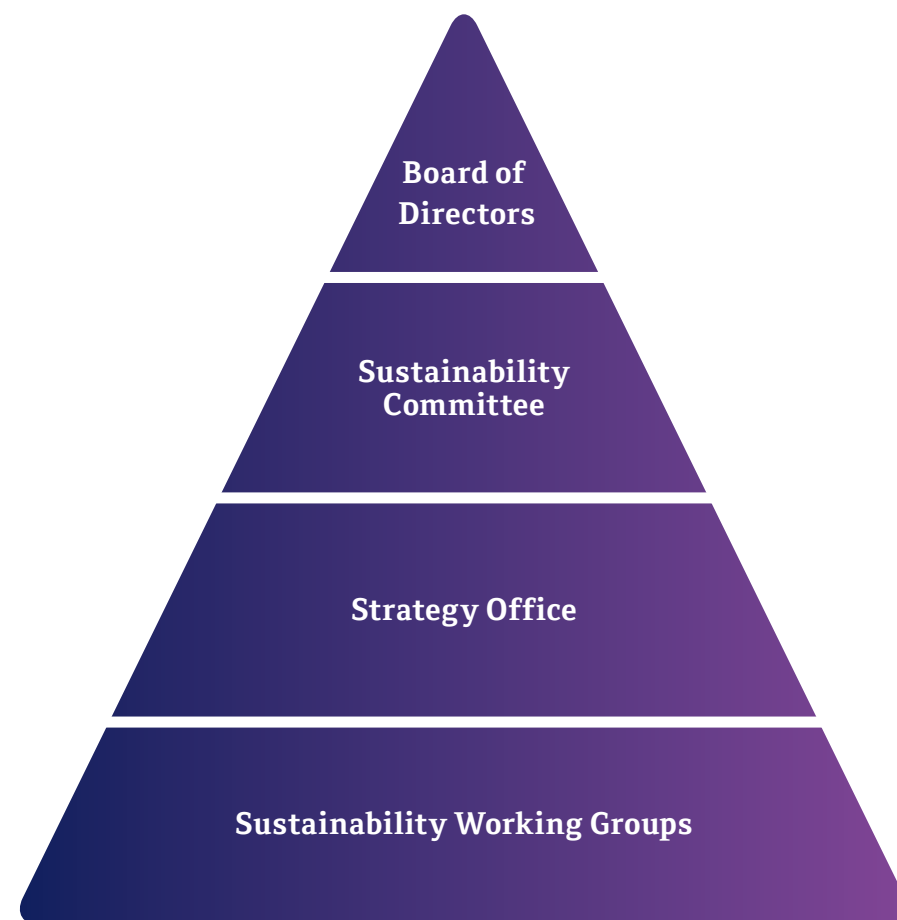 Board of
Directors
Sustainability
Committee
Strategy Office
Sustainability Working Groups